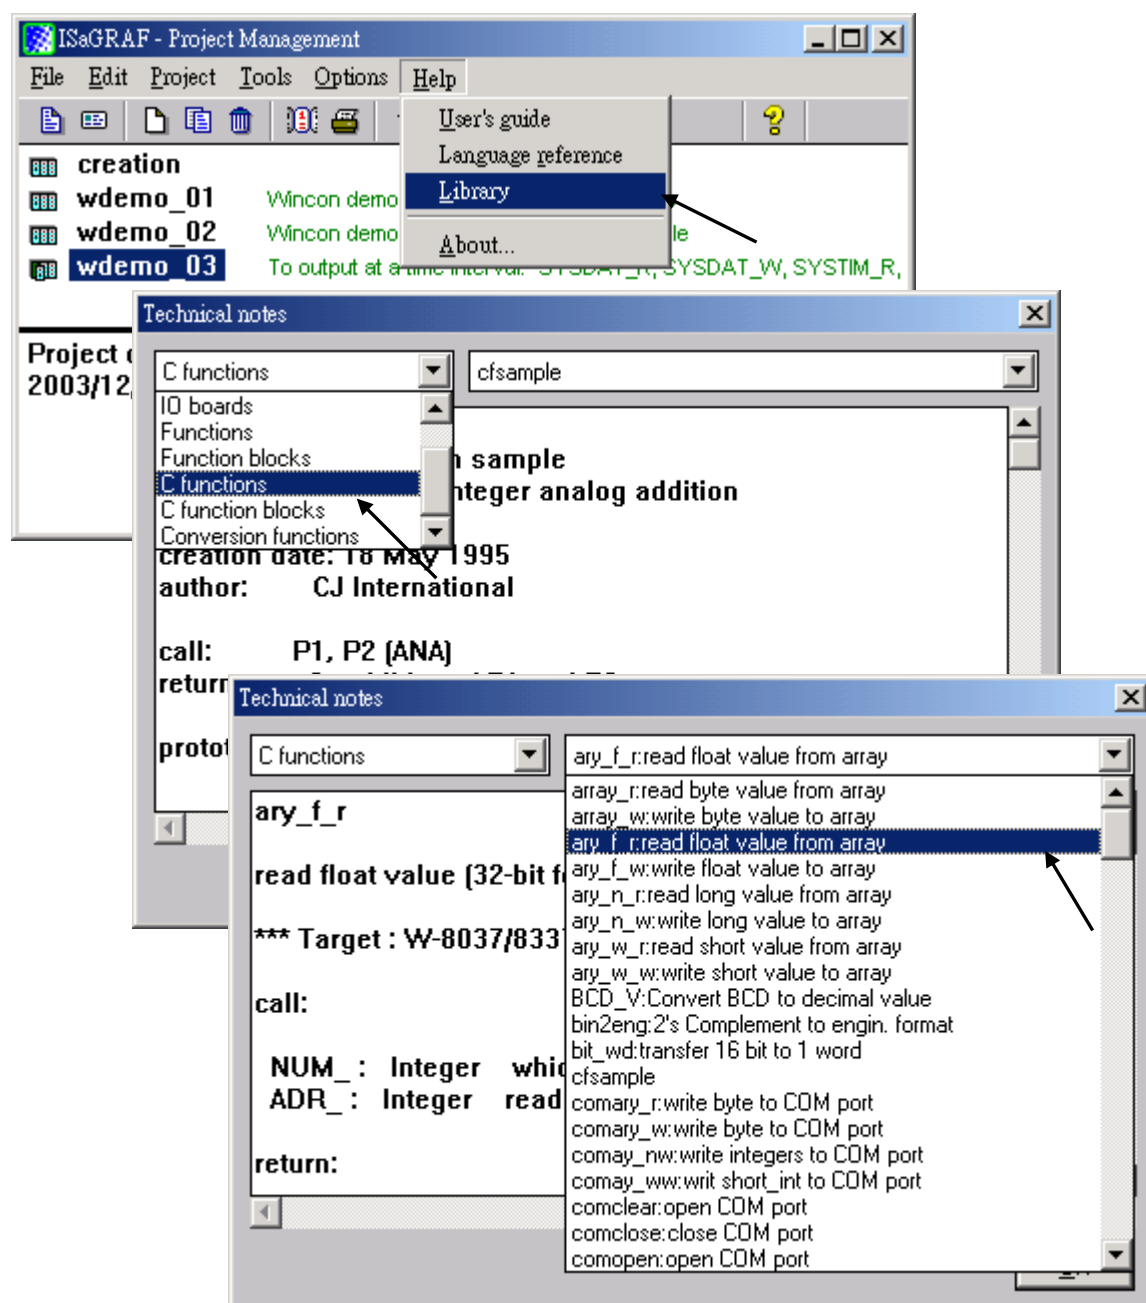 ISaGRAF - Project Management
File Edit Project Tools Options Help
User's guide
Language reference
Library
About...
creation
wdemo_01 Wincon demo
wdemo_02 Wincon demo le
wdemo_03 To output at a time interval. SYSDAT_R, SYSDAT_W, SYSTIM_R,
Project
2003/12
Technical notes
C functions cfsample
IO boards
Functions
Function blocks
C functions
C function blocks
Conversion functions
sample
nteger analog addition
creation date: 18 May 1995
author: CJ International
call: P1, P2 (ANA)
return
protot
Technical notes
C functions ary_f_r:read float value from array
array_r:read byte value from array
array_w:write byte value to array
ary_f_r:read float value from array
ary_f_w:write float value to array
ary_n_r:read long value from array
ary_n_w:write long value to array
ary_w_r:read short value from array
ary_w_w:write short value to array
BCD_V:Convert BCD to decimal value
bin2eng:2's Complement to engin. format
bit_wd:transfer 16 bit to 1 word
cfsample
comary_r:write byte to COM port
comary_w:write byte to COM port
comay_nw:write integers to COM port
comay_ww:writ short_int to COM port
comclear:open COM port
comclose:close COM port
comopen:open COM port
ary_f_r
read float value (32-bit f
*** Target : W-8037/833
call:
NUM_ : Integer whic
ADR_ : Integer read
return: